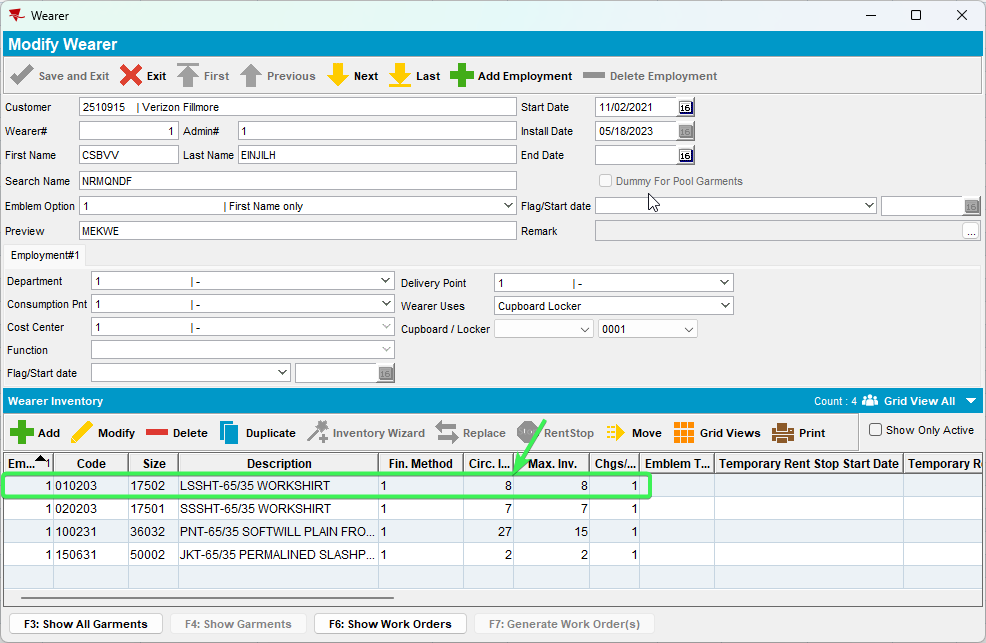 Wearer
Modify Wearer
Save and Exit Exit First Previous Next Last Add Employment Delete Employment
Customer 2510915 | Verizon Fillmore Start Date 11/02/2021 16
Wearer# 1 Admin# 1 Install Date 05/18/2023 16
First Name CSBVV Last Name EINJILH End Date 16
Search Name NRMQNDF Dummy For Pool Garments
Emblem Option 1 | First Name only Flag/Start date 16
Preview MEKWE Remark ...
Employment#1
Department 1 | - Delivery Point 1 | -
Consumption Pnt 1 | - Wearer Uses Cupboard Locker
Cost Center 1 | - Cupboard / Locker 0001
Function
Flag/Start date 16
Wearer Inventory Count : 4 Grid View All
Add Modify Delete Duplicate Inventory Wizard Replace RentStop Move Grid Views Print Show Only Active
Em... 1 Code Size Description Fin. Method Circ. I... Max. Inv. Chgs/... Emblem T... Temporary Rent Stop Start Date Temporary R
1 010203 17502 LSSHT-65/35 WORKSHIRT 1 8 8 1
1 020203 17501 SSSHT-65/35 WORKSHIRT 1 7 7 1
1 100231 36032 PNT-65/35 SOFTWILL PLAIN FRO... 1 27 15 1
1 150631 50002 JKT-65/35 PERMALINED SLASHP... 1 2 2 1
F3: Show All Garments F4: Show Garments F6: Show Work Orders F7: Generate Work Order(s)